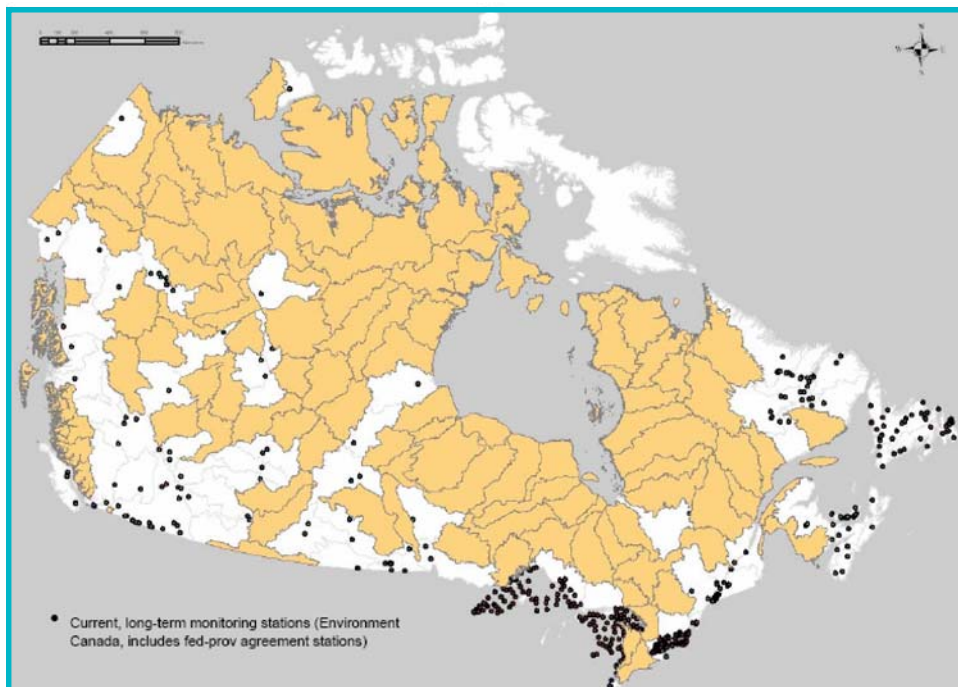 N
W E
S
Current, long-term monitoring stations (Environment
Canada, includes fed-prov agreement stations)